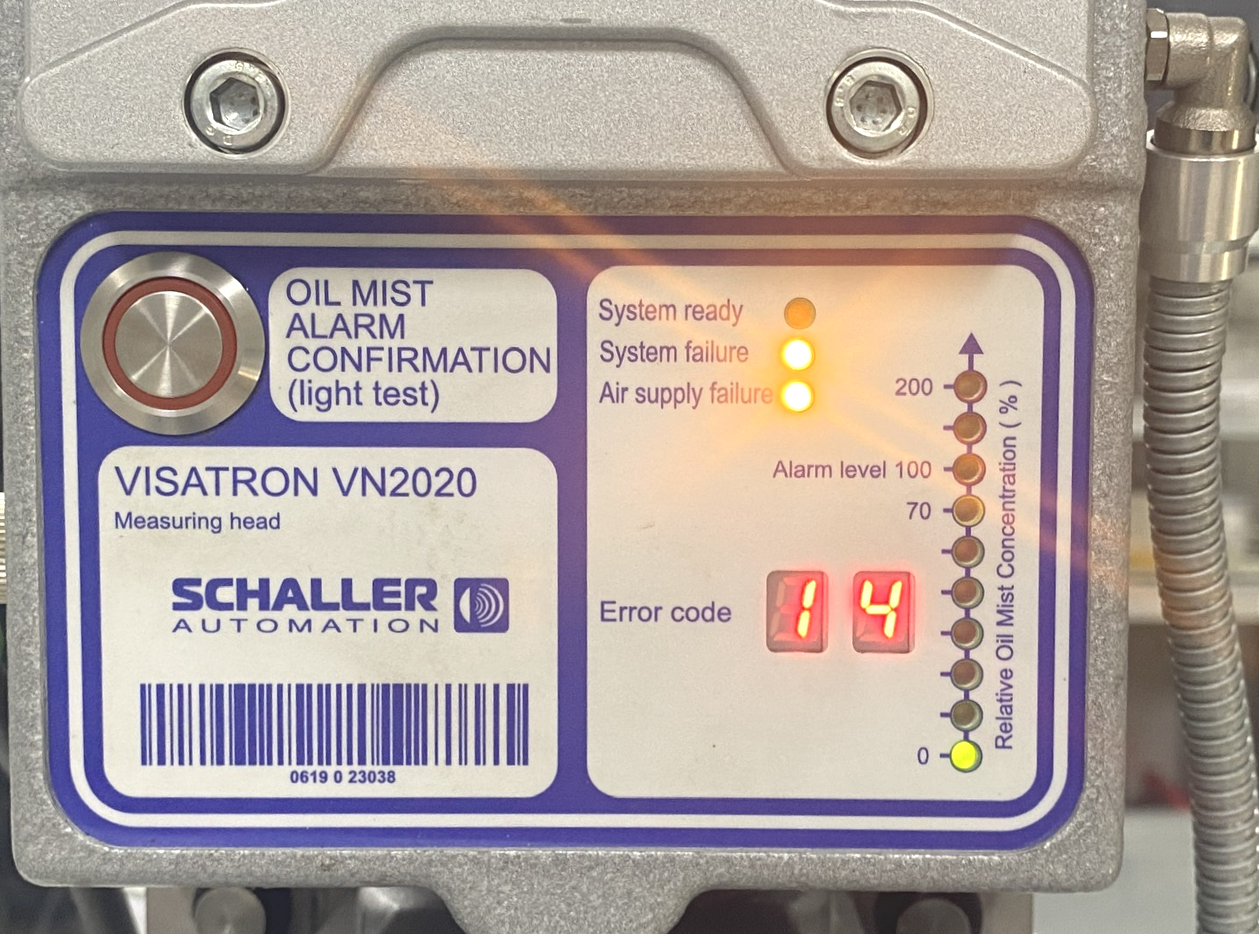 OIL MIST
ALARM
CONFIRMATION
(light test)
VISATRON VN2020
Measuring head
SCHALLER
AUTOMATION
0619 0 23038
System ready
System failure
Air supply failure
200
Alarm level 100
70
Error code 14
0
Relative Oil Mist Concentration ( % )